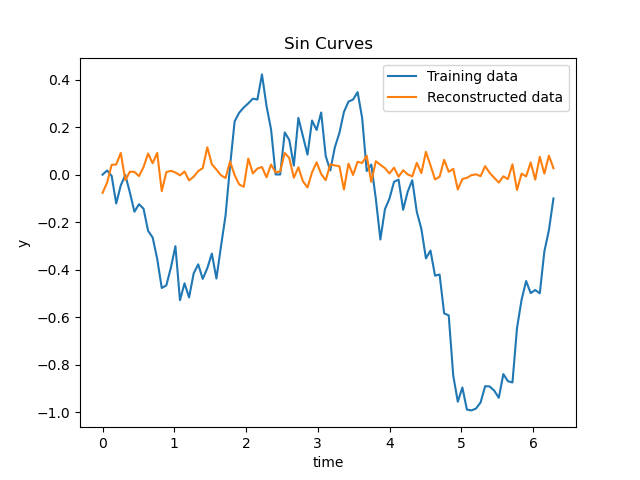 Sin Curves
Training data
Reconstructed data
0.4
0.2
0.0
−0.2
−0.4
−0.6
−0.8
−1.0
y
0 1 2 3 4 5 6
time